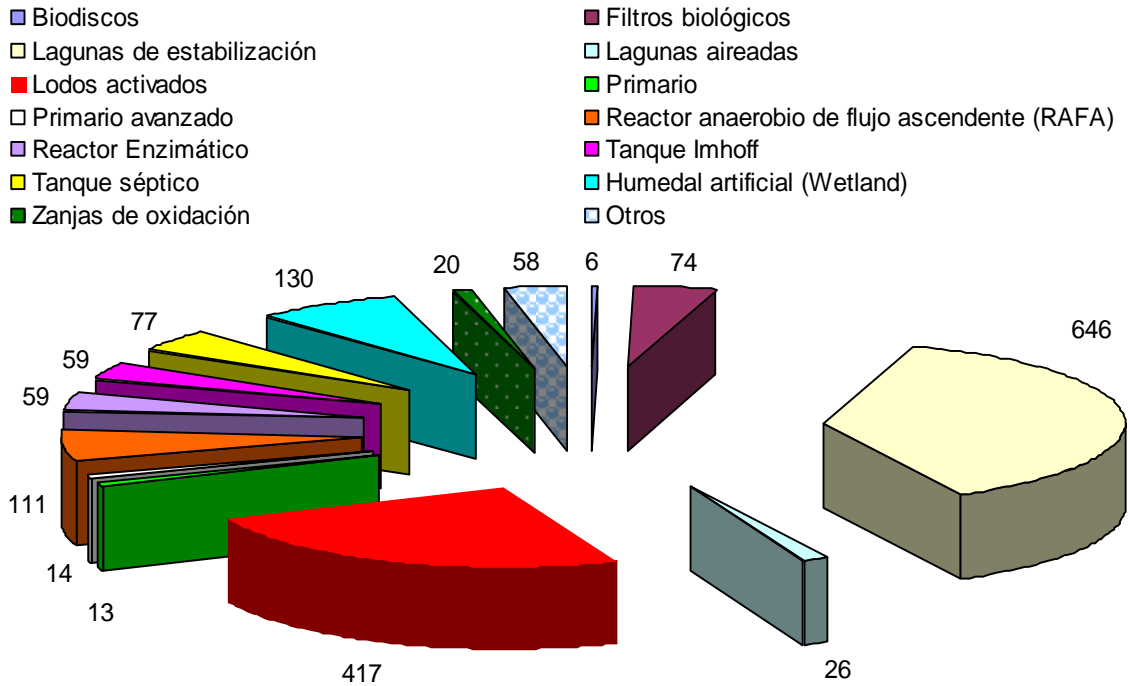 Biodiscos
Filtros biológicos
Lagunas de estabilización
Lagunas aireadas
Lodos activados
Primario
Primario avanzado
Reactor anaerobio de flujo ascendente (RAFA)
Reactor Enzimático
Tanque Imhoff
Tanque séptico
Humedal artificial (Wetland)
Zanjas de oxidación
Otros
20
58
6
74
130
77
646
59
59
111
14
13
417
26